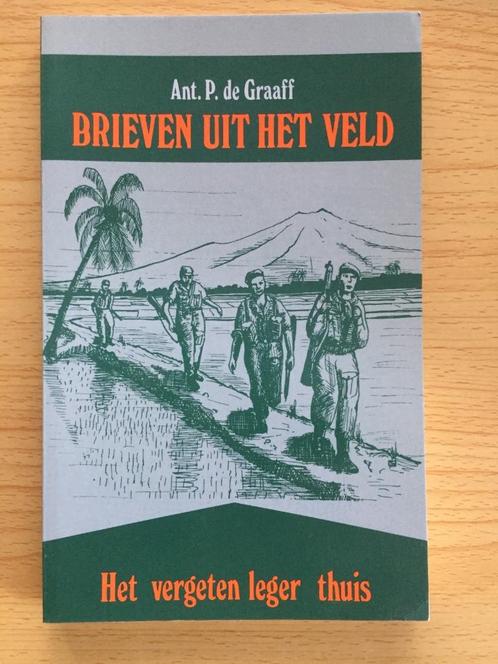 Ant. P. de Graaff
BRIEVEN UIT HET VELD
Het vergeten leger thuis